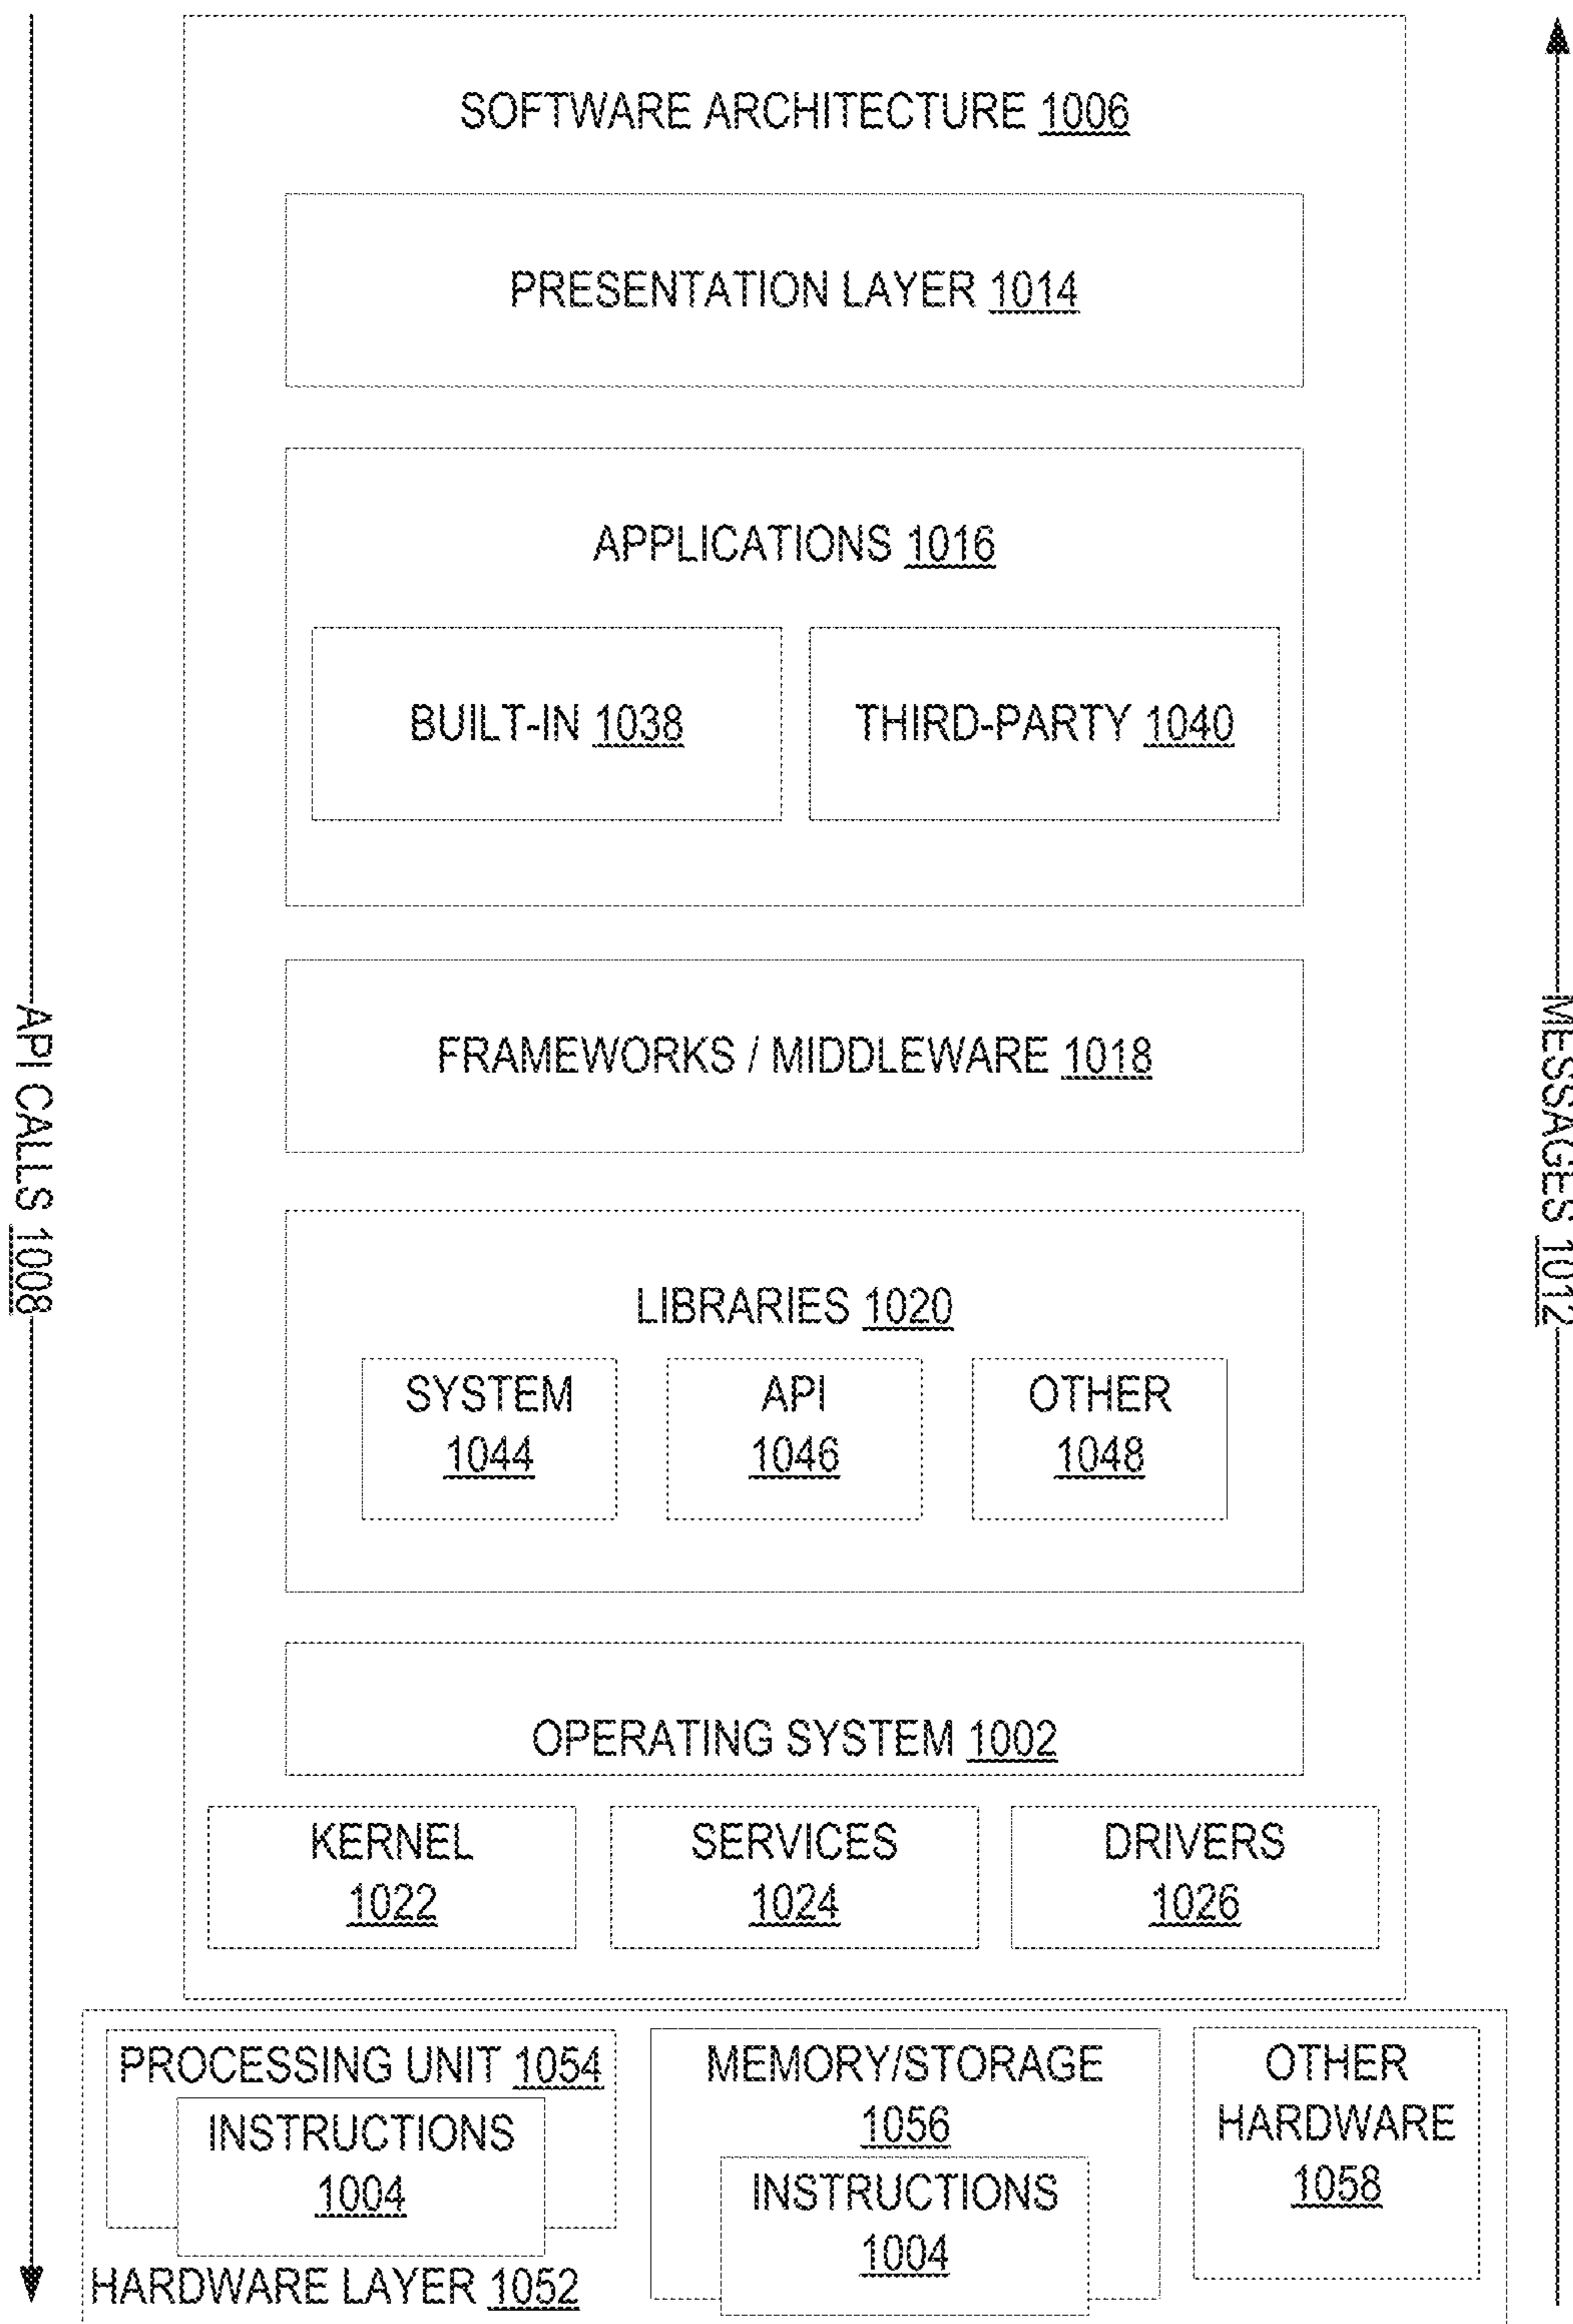 SOFTWARE ARCHITECTURE 1006
PRESENTATION LAYER 1014
APPLICATIONS 1016
BUILT-IN 1038
THIRD-PARTY 1040
FRAMEWORKS / MIDDLEWARE 1018
API CALLS 1008
MESSAGES 1012
LIBRARIES 1020
SYSTEM
1044
API
1046
OTHER
1048
OPERATING SYSTEM 1002
KERNEL
1022
SERVICES
1024
DRIVERS
1026
PROCESSING UNIT 1054
INSTRUCTIONS
1004
MEMORY/STORAGE
1056
INSTRUCTIONS
1004
OTHER
HARDWARE
1058
HARDWARE LAYER 1052